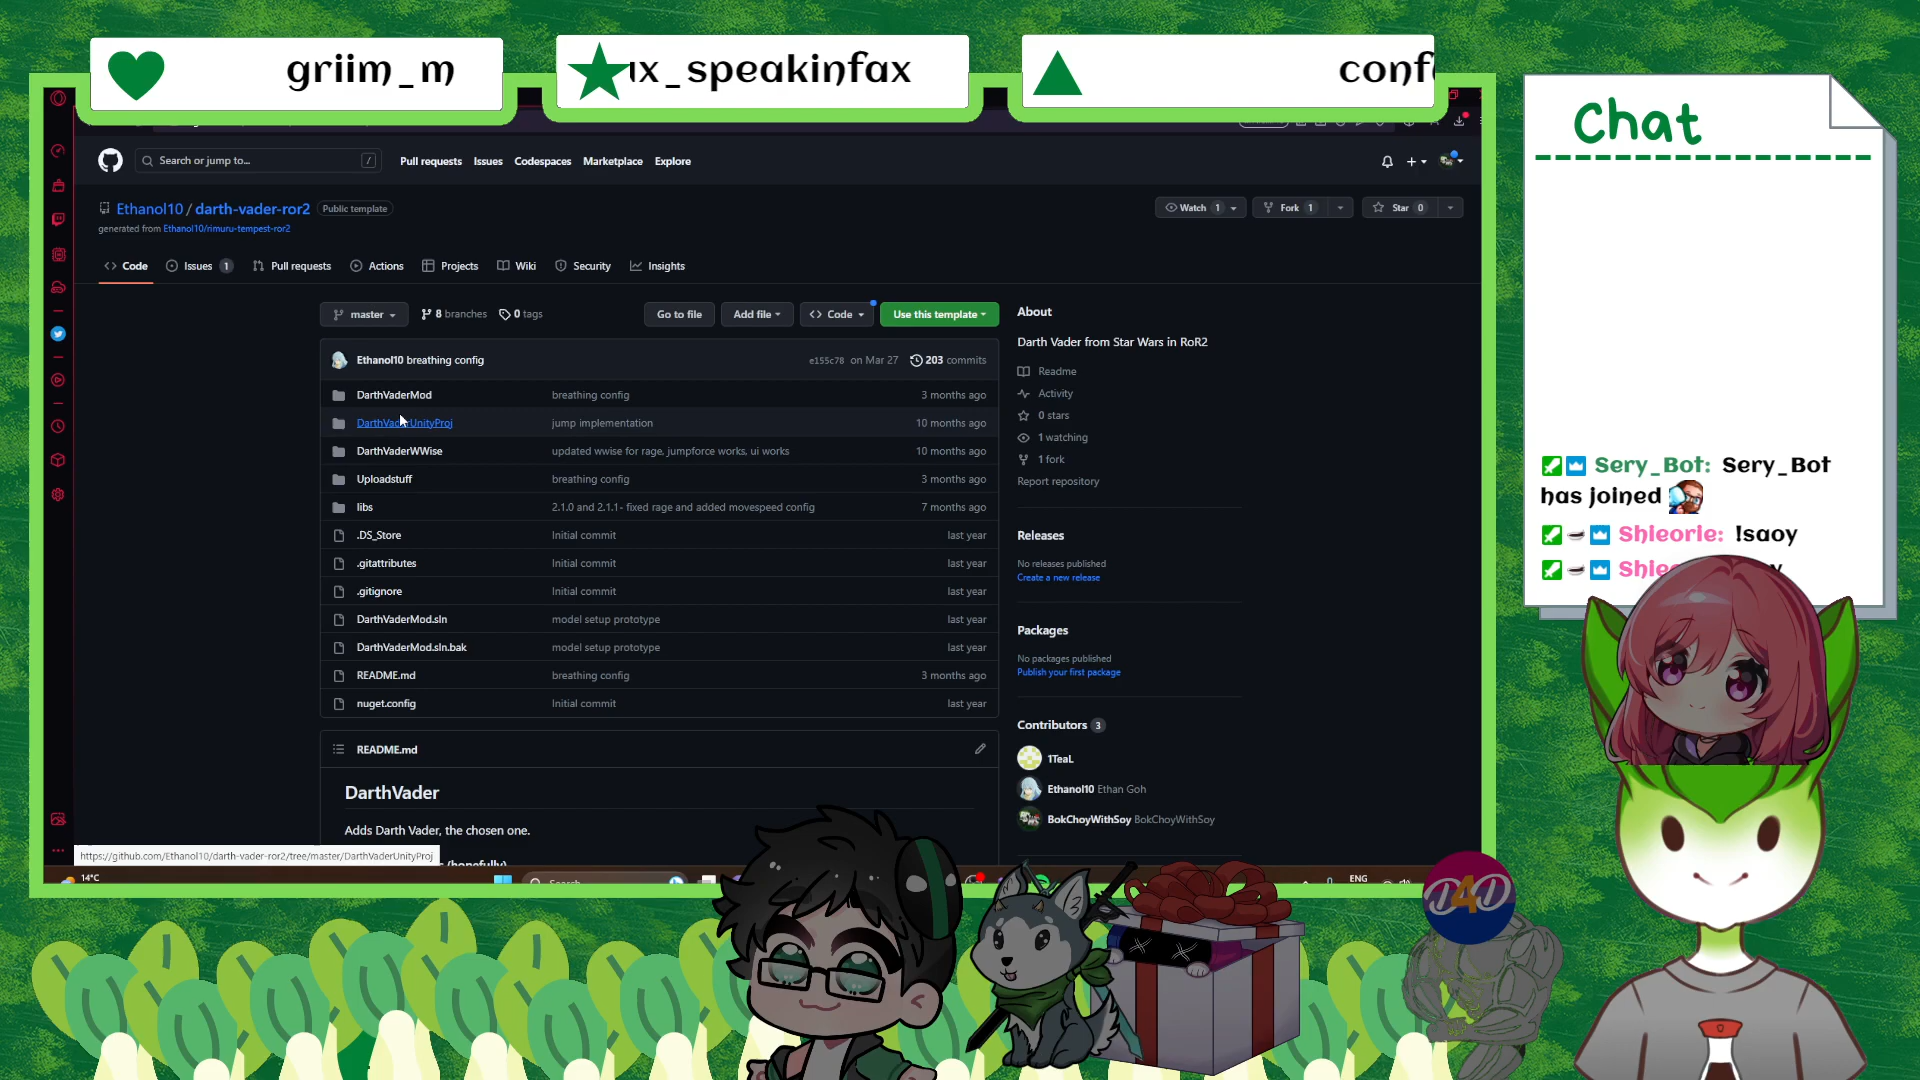 griim_m
ux_speakinfax
conf
Chat
Search or jump to...
/
Pull requests
Issues
Codespaces
Marketplace
Explore
Ethanol10 / darth-vader-ror2
Public template
Watch 1
Fork 1
Star 0
generated from Ethanol10/rimuru-tempest-ror2
Code
Issues 1
Pull requests
Actions
Projects
Wiki
Security
Insights
master
8 branches
0 tags
Go to file
Add file
Code
Use this template
Ethanol10 breathing config
e155c78 on Mar 27
203 commits
DarthVaderMod
breathing config
3 months ago
DarthVaderUnityProj
jump implementation
10 months ago
DarthVaderWWise
updated wwise for rage, jumpforce works, ui works
10 months ago
Uploadstuff
breathing config
3 months ago
libs
2.1.0 and 2.1.1- fixed rage and added movespeed config
7 months ago
.DS_Store
Initial commit
last year
.gitattributes
Initial commit
last year
.gitignore
Initial commit
last year
DarthVaderMod.sln
model setup prototype
last year
DarthVaderMod.sln.bak
model setup prototype
last year
README.md
breathing config
3 months ago
nuget.config
Initial commit
last year
README.md
DarthVader
Adds Darth Vader, the chosen one.
(hopefully)
About
Darth Vader from Star Wars in RoR2
Readme
Activity
0 stars
1 watching
1 fork
Report repository
Releases
No releases published
Create a new release
Packages
No packages published
Publish your first package
Contributors 3
1TeaL
Ethanol10 Ethan Goh
BokChoyWithSoy BokChoyWithSoy
https://github.com/Ethanol10/darth-vader-ror2/tree/master/DarthVaderUnityProj
14°C
Search
ENG
Sery_Bot: Sery_Bot
has joined
Shleorie: !saoy
D4D